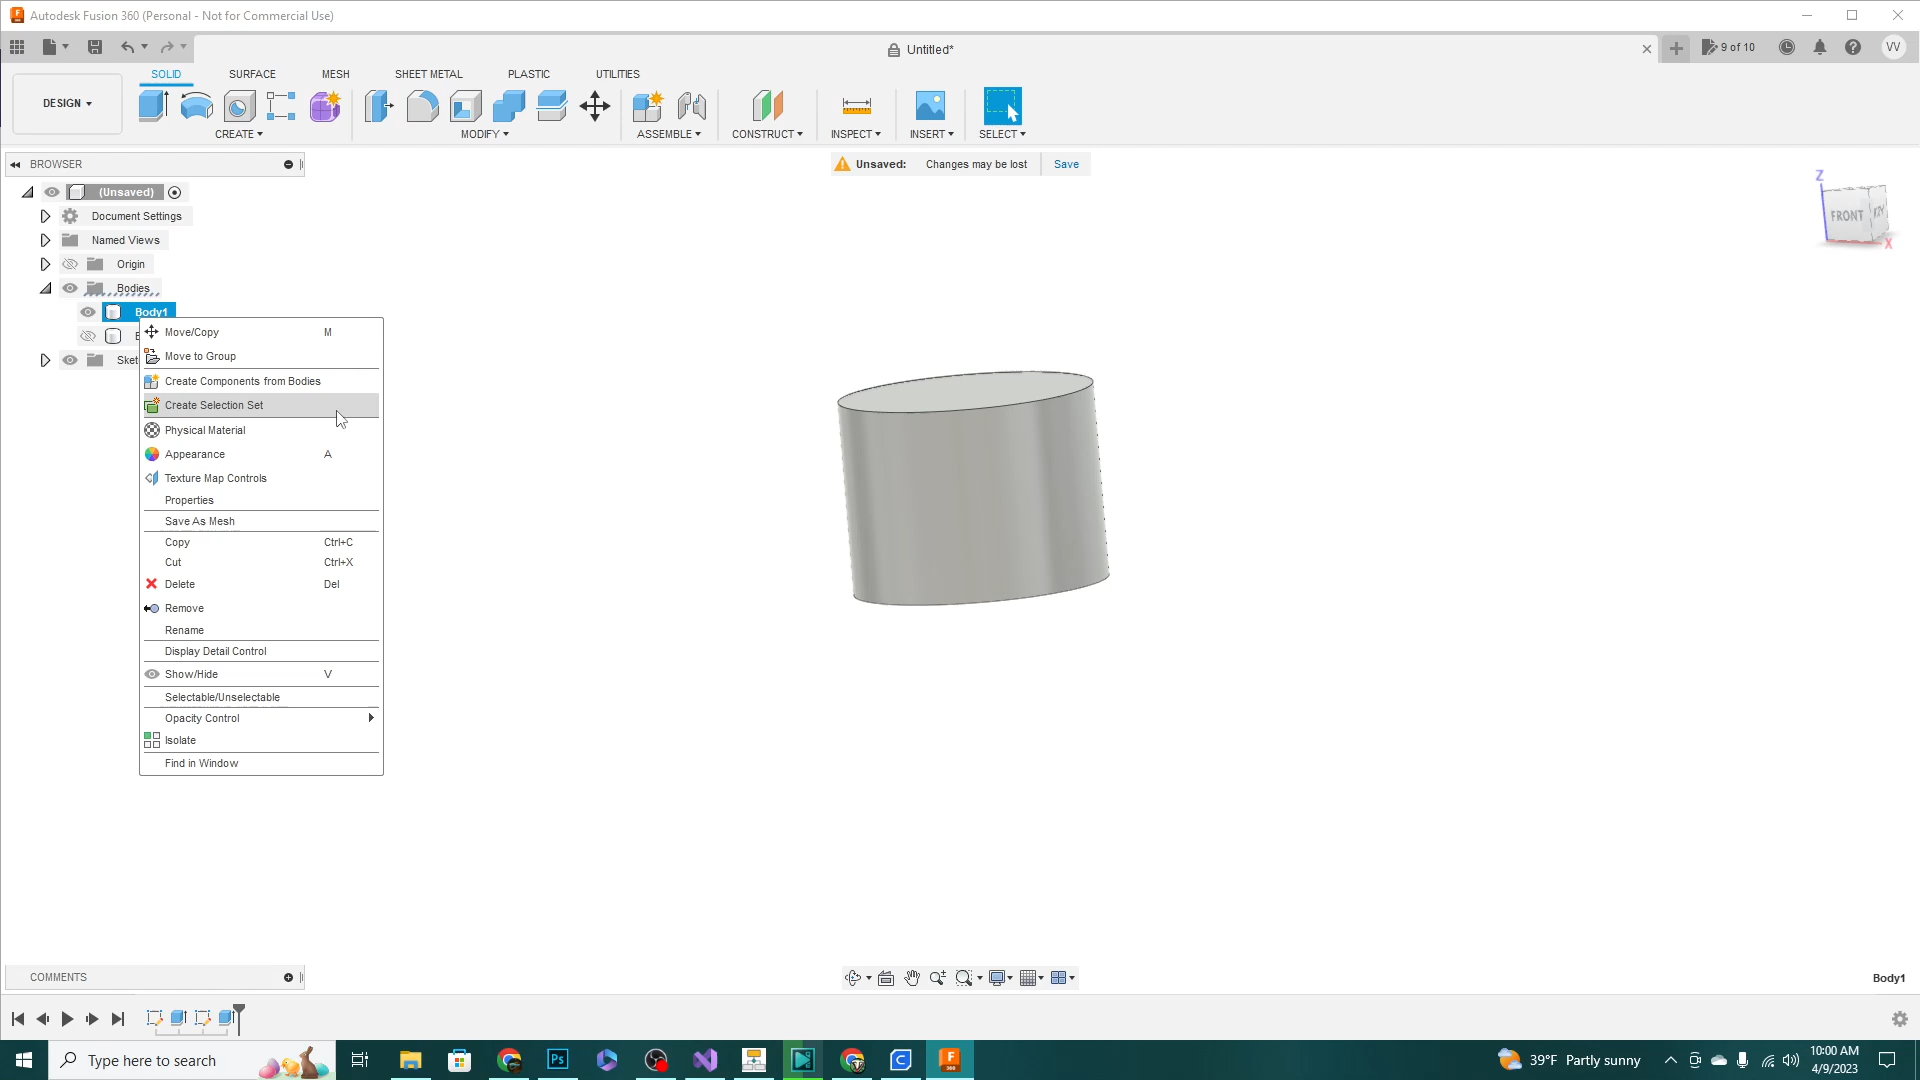 Autodesk Fusion 360 (Personal - Not for Commercial Use)
Untitled*
9 of 10
VV
DESIGN
SOLID
SURFACE
MESH
SHEET METAL
PLASTIC
UTILITIES
CREATE
MODIFY
ASSEMBLE
CONSTRUCT
INSPECT
INSERT
SELECT
BROWSER
Unsaved: Changes may be lost Save
(Unsaved)
Document Settings
Named Views
Origin
Bodies
Body1
Sket
Move/Copy M
Move to Group
Create Components from Bodies
Create Selection Set
Physical Material
Appearance A
Texture Map Controls
Properties
Save As Mesh
Copy Ctrl+C
Cut Ctrl+X
Delete Del
Remove
Rename
Display Detail Control
Show/Hide V
Selectable/Unselectable
Opacity Control
Isolate
Find in Window
Z
FRONT
X
COMMENTS
Body1
Type here to search
Ps
39°F Partly sunny
10:00 AM
4/9/2023